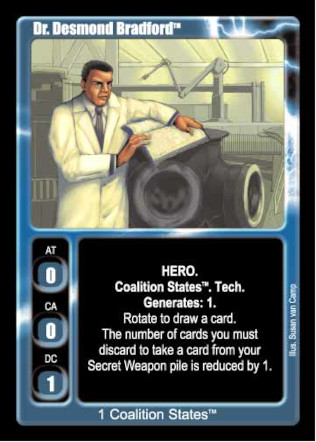 Dr. Desmond Bradford™
AT
0
CA
0
DC
1
HERO.
Coalition States™. Tech.
Generates: 1.
Rotate to draw a card.
The number of cards you must
discard to take a card from your
Secret Weapon pile is reduced by 1.
Illus. Susan van Camp
1 Coalition States™